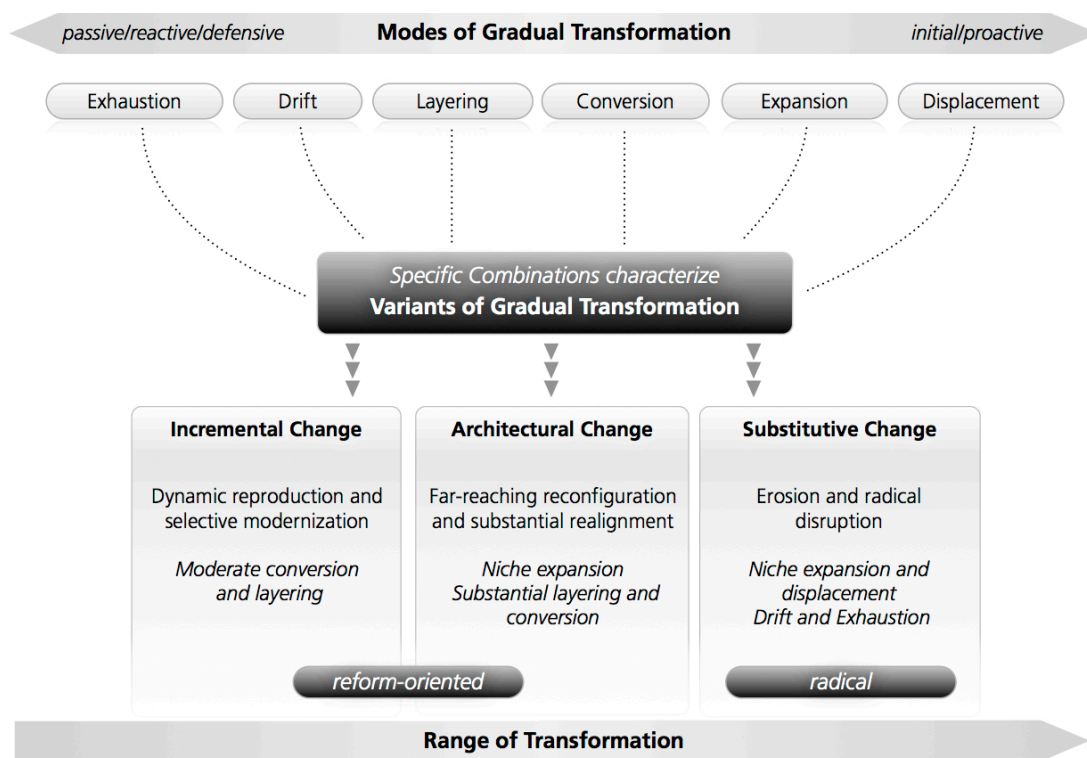 passive/reactive/defensive Modes of Gradual Transformation initial/proactive
Exhaustion Drift Layering Conversion Expansion Displacement
Specific Combinations characterize
Variants of Gradual Transformation
Incremental Change
Dynamic reproduction and
selective modernization
Moderate conversion
and layering
Architectural Change
Far-reaching reconfiguration
and substantial realignment
Niche expansion
Substantial layering and
conversion
Substitutive Change
Erosion and radical
disruption
Niche expansion and
displacement
Drift and Exhaustion
reform-oriented
radical
Range of Transformation